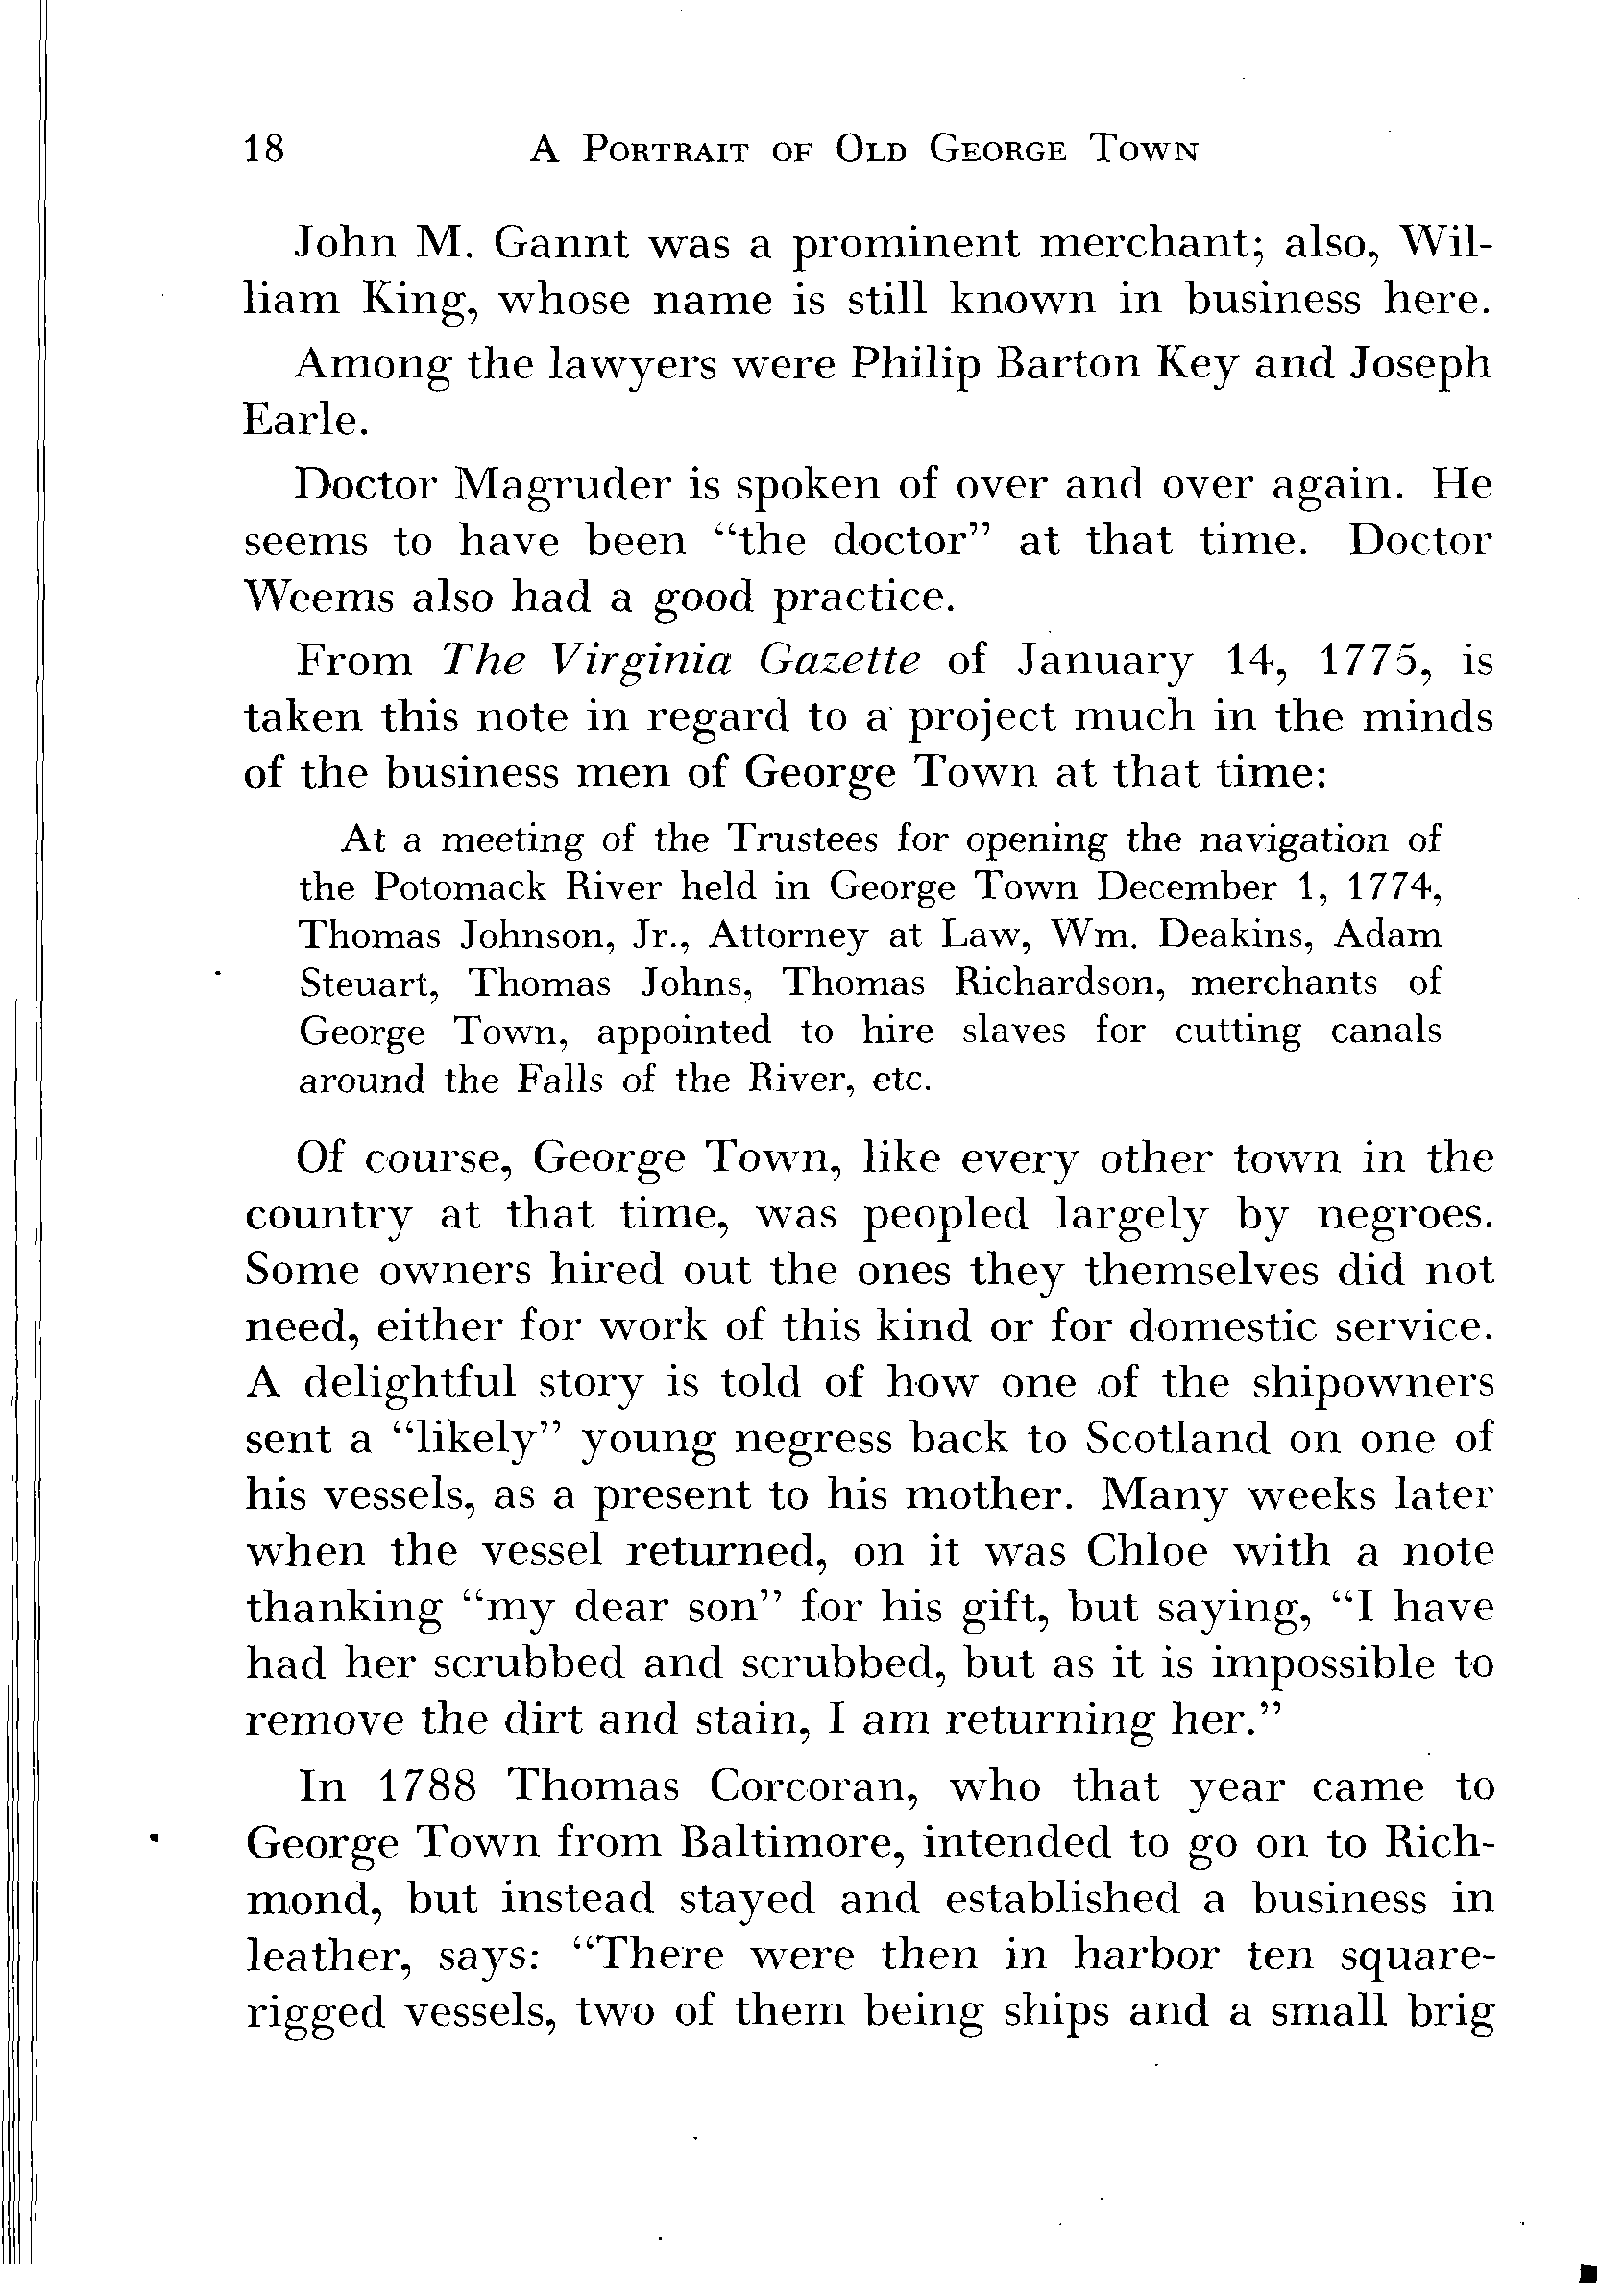 18 A Portrait of Old George Town
John M. Gannt was a prominent merchant; also, Wil-
liam King, whose name is still known in business here.
Among the lawyers were Philip Barton Key and Joseph
Earle.
Doctor Magruder is spoken of over and over again. He
seems to have been “the doctor” at that time. Doctor
Weems also had a good practice.
From The Virginia Gazette of January 14, 1775, is
taken this note in regard to a project much in the minds
of the business men of George Town at that time:
At a meeting of the Trustees for opening the navigation of
the Potomack River held in George Town December 1, 1774,
Thomas Johnson, Jr., Attorney at Law, Wm. Deakins, Adam
Steuart, Thomas Johns, Thomas Richardson, merchants of
George Town, appointed to hire slaves for cutting canals
around the Falls of the River, etc.
Of course, George Town, like every other town in the
country at that time, was peopled largely by negroes.
Some owners hired out the ones they themselves did not
need, either for work of this kind or for domestic service.
A delightful story is told of how one of the shipowners
sent a “likely” young negress back to Scotland on one of
his vessels, as a present to his mother. Many weeks later
when the vessel returned, on it was Chloe with a note
thanking “my dear son” for his gift, but saying, “I have
had her scrubbed and scrubbed, but as it is impossible to
remove the dirt and stain, I am returning her.”
In 1788 Thomas Corcoran, who that year came to
George Town from Baltimore, intended to go on to Rich-
mond, but instead stayed and established a business in
leather, says: “There were then in harbor ten square-
rigged vessels, two of them being ships and a small brig